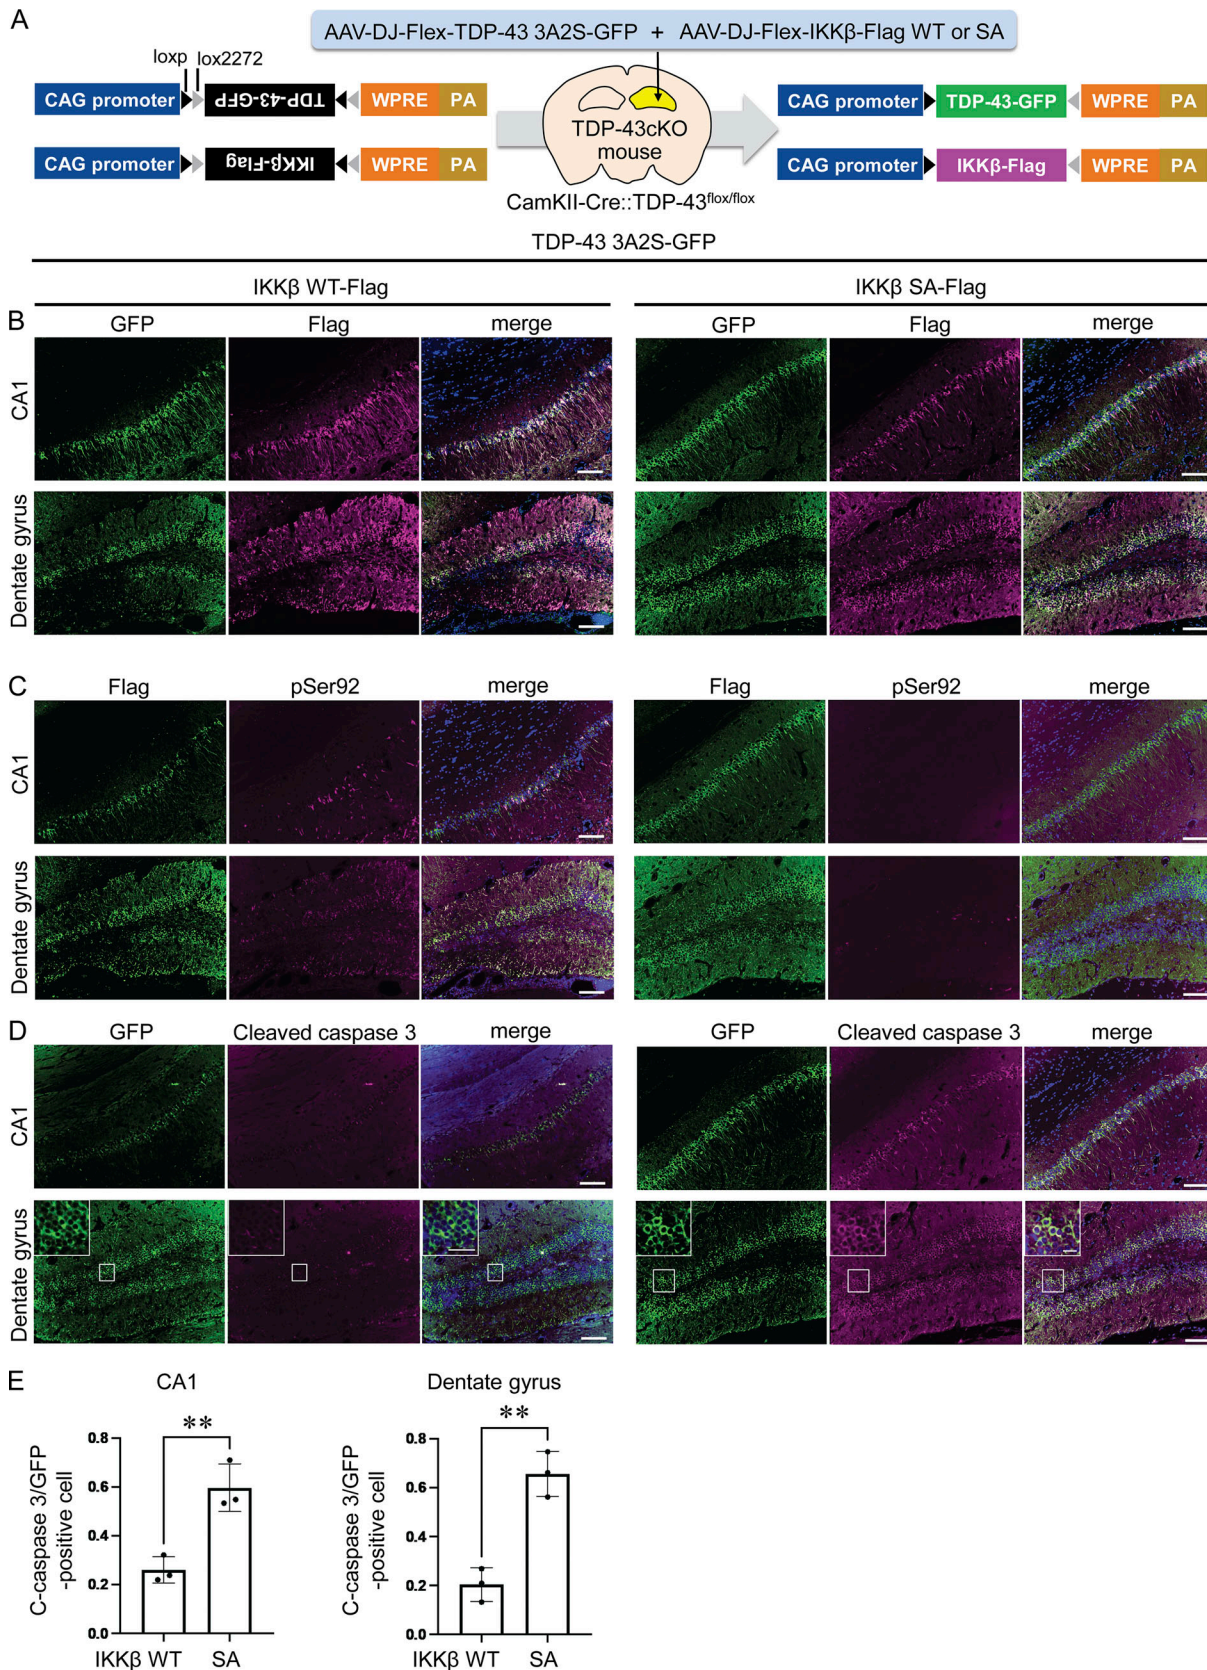 A
AAV-DJ-Flex-TDP-43 3A2S-GFP + AAV-DJ-Flex-IKKβ-Flag WT or SA
loxp lox2272
CAG promoter TDP-43-GFP WPRE PA
CAG promoter IKKβ-Flag WPRE PA
TDP-43cKO
mouse
CamKII-Cre::TDP-43flox/flox
CAG promoter TDP-43-GFP WPRE PA
CAG promoter IKKβ-Flag WPRE PA
TDP-43 3A2S-GFP
IKKβ WT-Flag IKKβ SA-Flag
B
GFP Flag merge GFP Flag merge
CA1
Dentate gyrus
C
Flag pSer92 merge Flag pSer92 merge
CA1
Dentate gyrus
D
GFP Cleaved caspase 3 merge GFP Cleaved caspase 3 merge
CA1
Dentate gyrus
E
CA1
C-caspase 3/GFP
-positive cell
0.8
0.6
0.4
0.2
0.0
**
IKKβ WT SA
Dentate gyrus
C-caspase 3/GFP
-positive cell
0.8
0.6
0.4
0.2
0.0
**
IKKβ WT SA